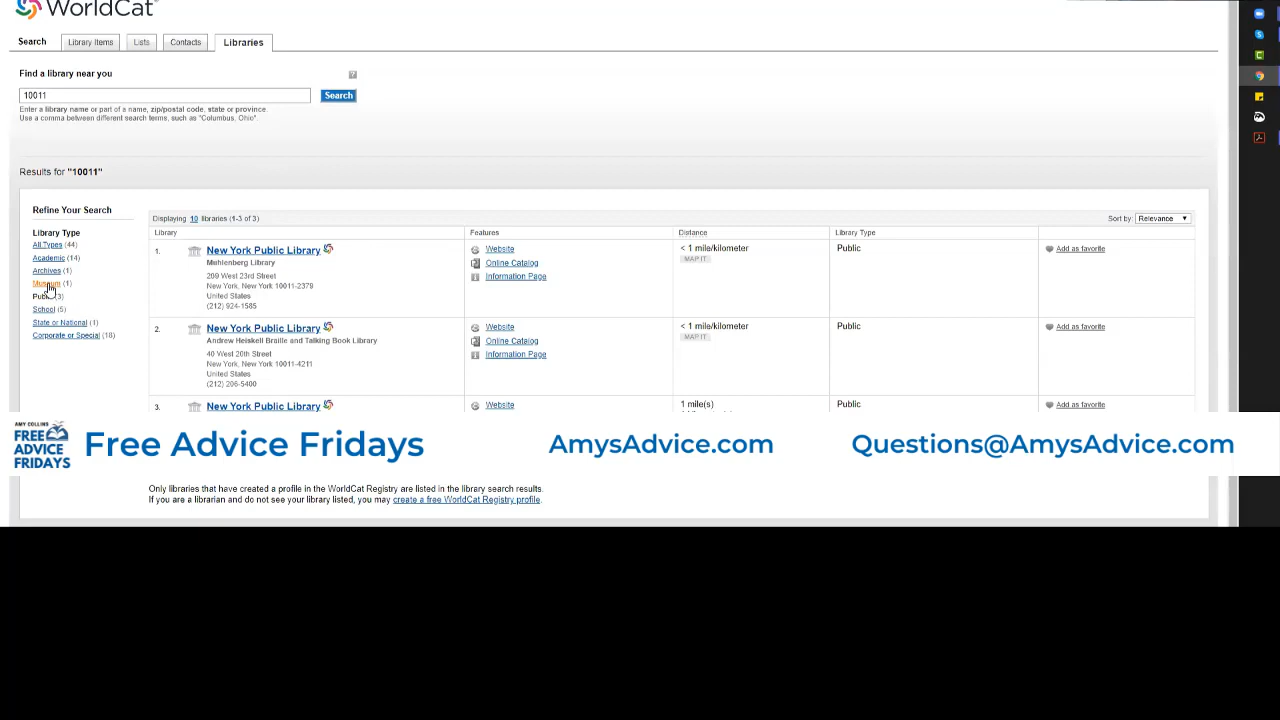 WorldCat
Search
Library Items
Lists
Contacts
Libraries
Find a library near you
?
10011
Search
Enter a library name or part of a name, zip/postal code, state or province.
Use a comma between different search terms, such as "Columbus, Ohio".
Results for "10011"
Refine Your Search
Library Type
All Types (44)
Academic (14)
Archives (1)
(1)
(3)
School (5)
State or National (1)
Corporate or Special (18)
Displaying 10 libraries (1-3 of 3)
Sort by: Relevance
Library
Features
Distance
Library Type
1.
New York Public Library
Muhlenberg Library
209 West 23rd Street
New York, New York 10011-2379
United States
(212) 924-1585
Website
Online Catalog
Information Page
< 1 mile/kilometer
MAP IT
Public
Add as favorite
2.
New York Public Library
Andrew Heiskell Braille and Talking Book Library
40 West 20th Street
New York, New York 10011-4211
United States
(212) 206-5400
Website
Online Catalog
Information Page
< 1 mile/kilometer
MAP IT
Public
Add as favorite
3.
New York Public Library
Website
1 mile(s)
Public
Add as favorite
AMY COLLINS
FREE
ADVICE
FRIDAYS
Free Advice Fridays
AmysAdvice.com
Questions@AmysAdvice.com
Only libraries that have created a profile in the WorldCat Registry are listed in the library search results.
If you are a librarian and do not see your library listed, you may create a free WorldCat Registry profile.